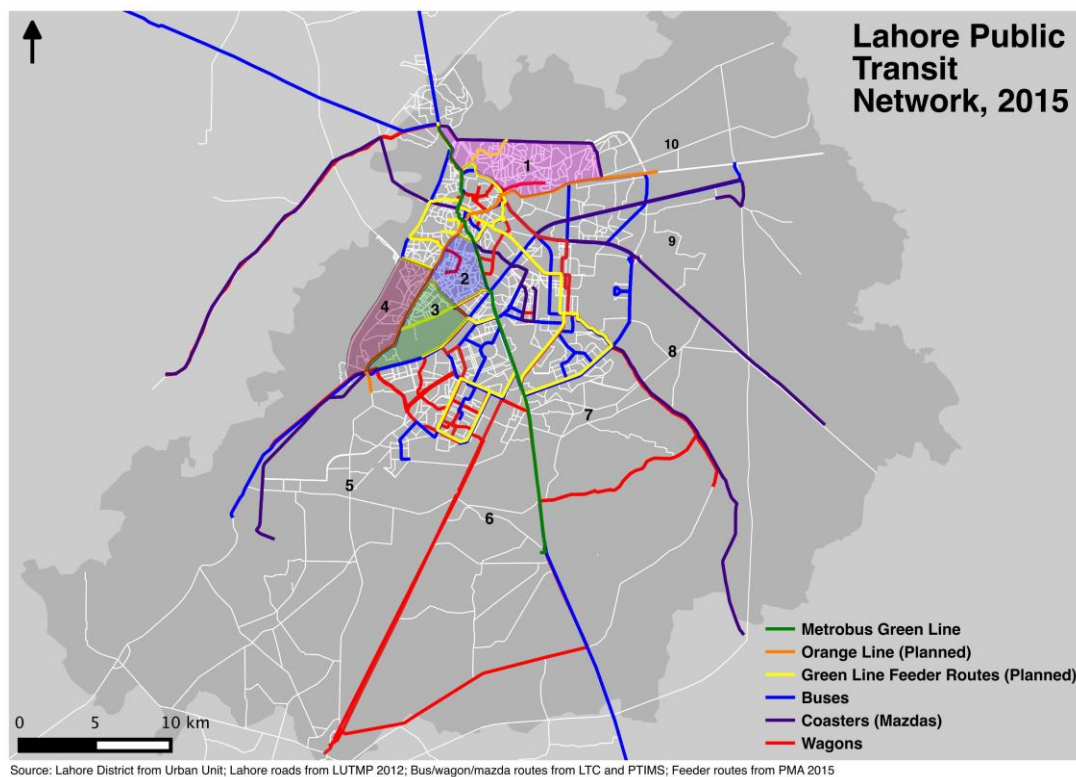 Lahore Public
Transit
Network, 2015
10
1
9
2
4
3
8
7
5
6
Metrobus Green Line
Orange Line (Planned)
Green Line Feeder Routes (Planned)
Buses
Coasters (Mazdas)
Wagons
0 5 10 km
Source: Lahore District from Urban Unit; Lahore roads from LUTMP 2012; Bus/wagon/mazda routes from LTC and PTIMS; Feeder routes from PMA 2015